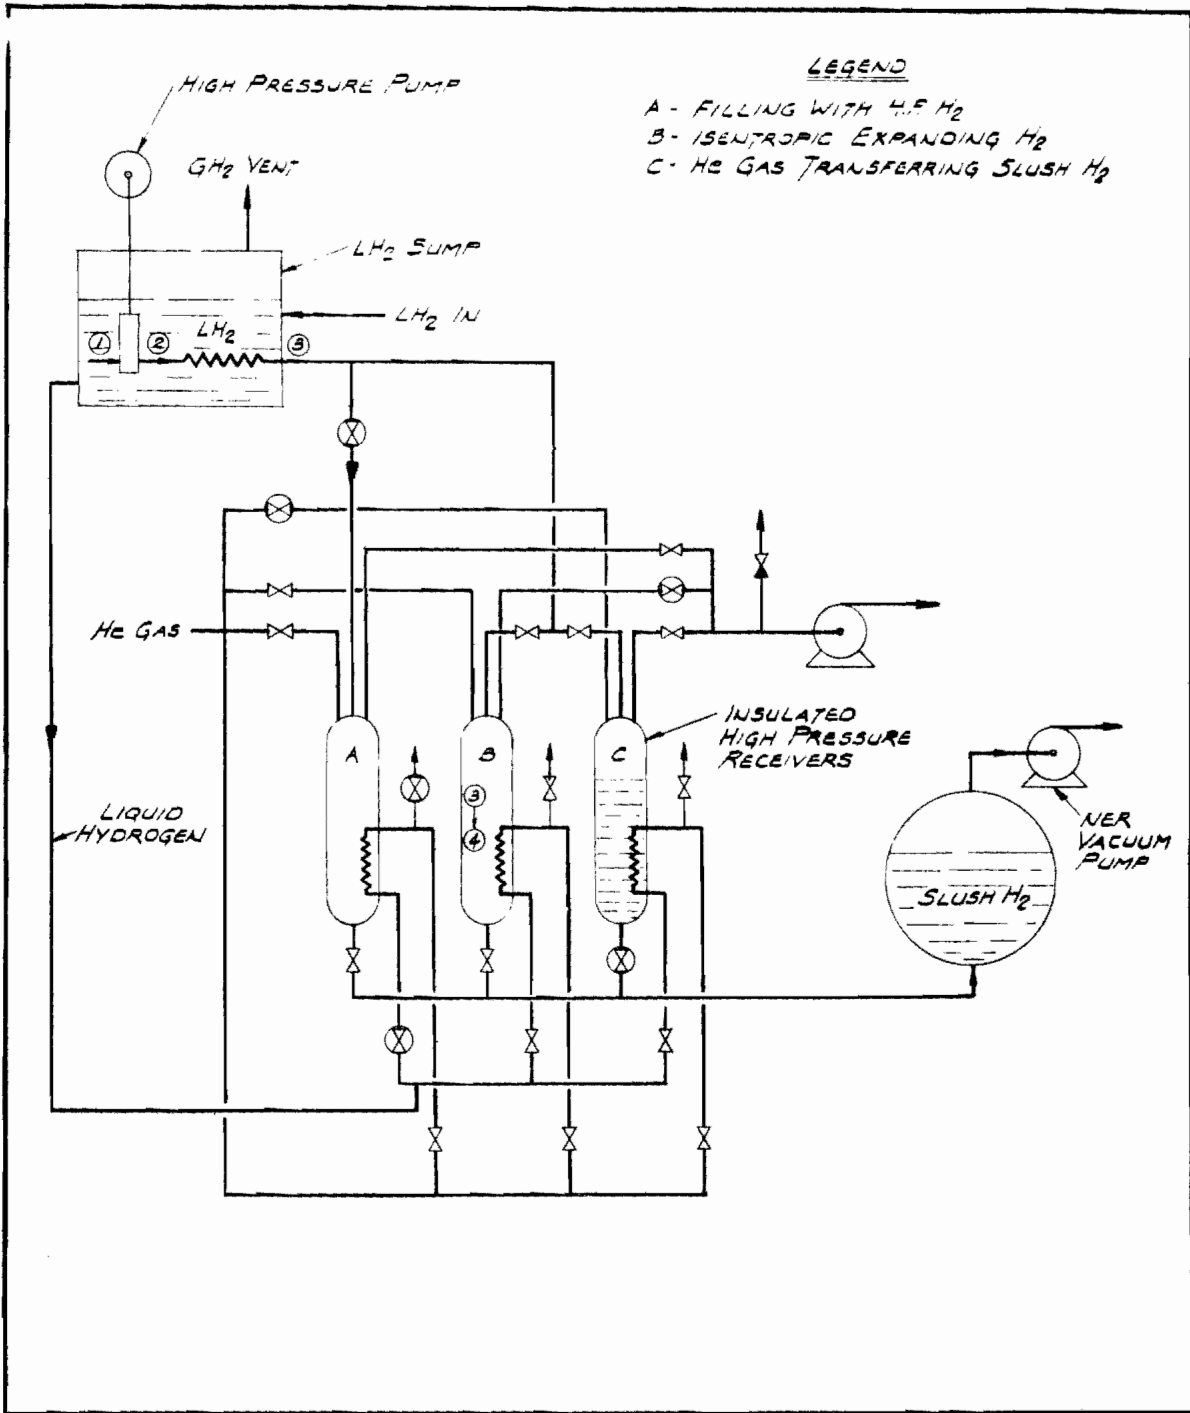 LEGEND
A - FILLING WITH H.P. H2
B - ISENTROPIC EXPANDING H2
C - He GAS TRANSFERRING SLUSH H2
HIGH PRESSURE PUMP
GH2 VENT
LH2 SUMP
LH2 IN
LH2
1
2
3
He GAS
A
B
C
3
4
INSULATED
HIGH PRESSURE
RECEIVERS
LIQUID
HYDROGEN
NER
VACUUM
PUMP
SLUSH H2